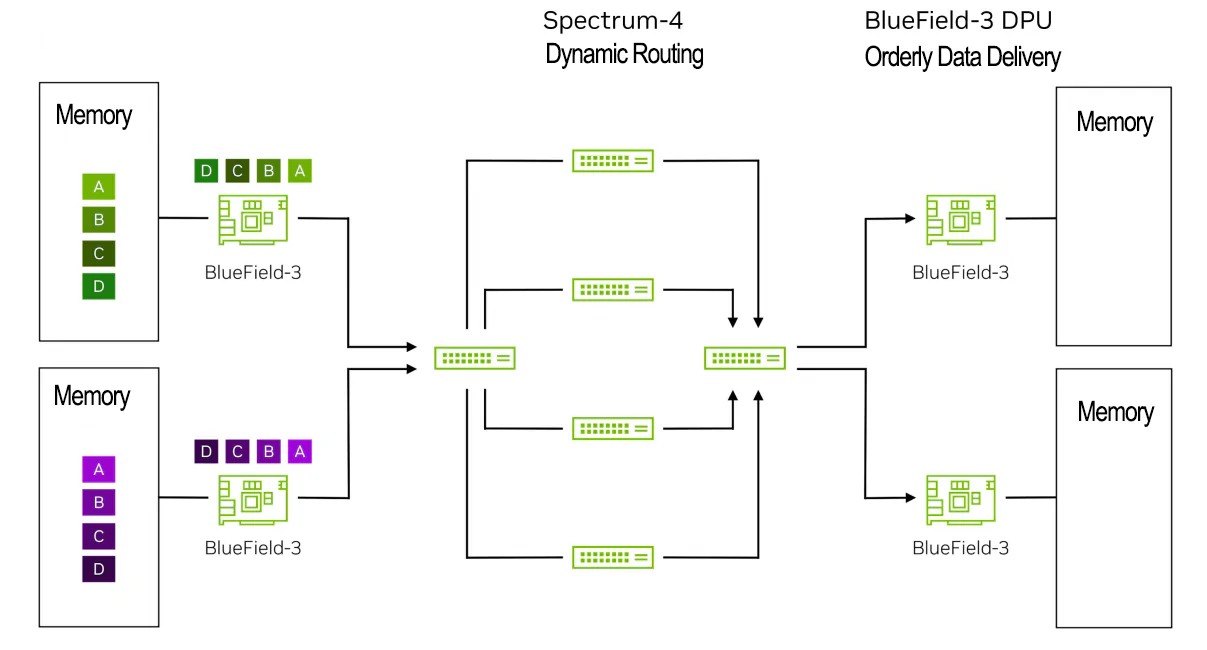 Spectrum-4
Dynamic Routing
BlueField-3 DPU
Orderly Data Delivery
Memory
A
B
C
D
D C B A
BlueField-3
BlueField-3
Memory
Memory
A
B
C
D
D C B A
BlueField-3
BlueField-3
Memory